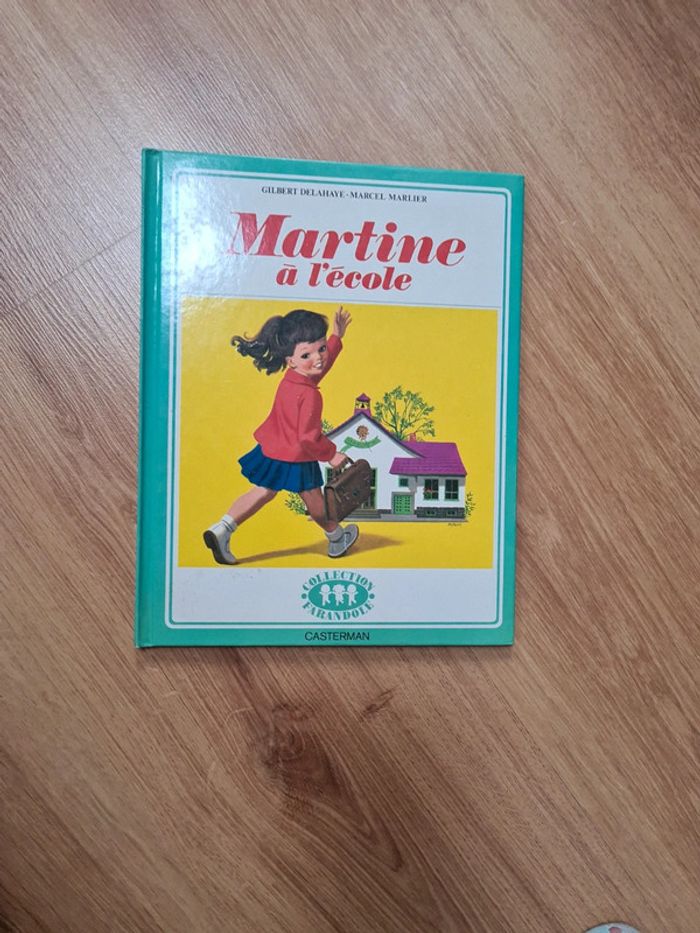 GILBERT DELAHAYE - MARCEL MARLIER
Martine
à l'école
COLLECTION
FARANDOLE
CASTERMAN